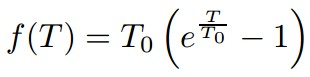 f(T) = T₀ (e^{T/T₀} − 1)